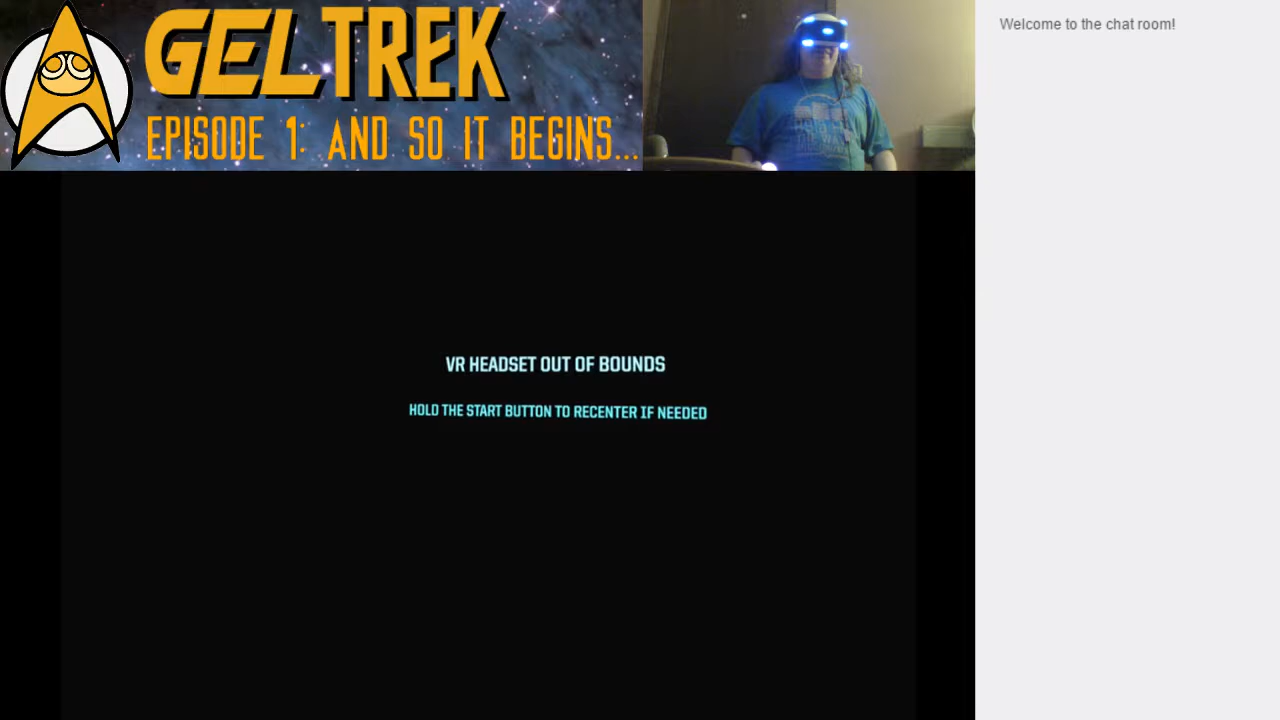 GELTREK
EPISODE 1: AND SO IT BEGINS...
Welcome to the chat room!
VR HEADSET OUT OF BOUNDS
HOLD THE START BUTTON TO RECENTER IF NEEDED